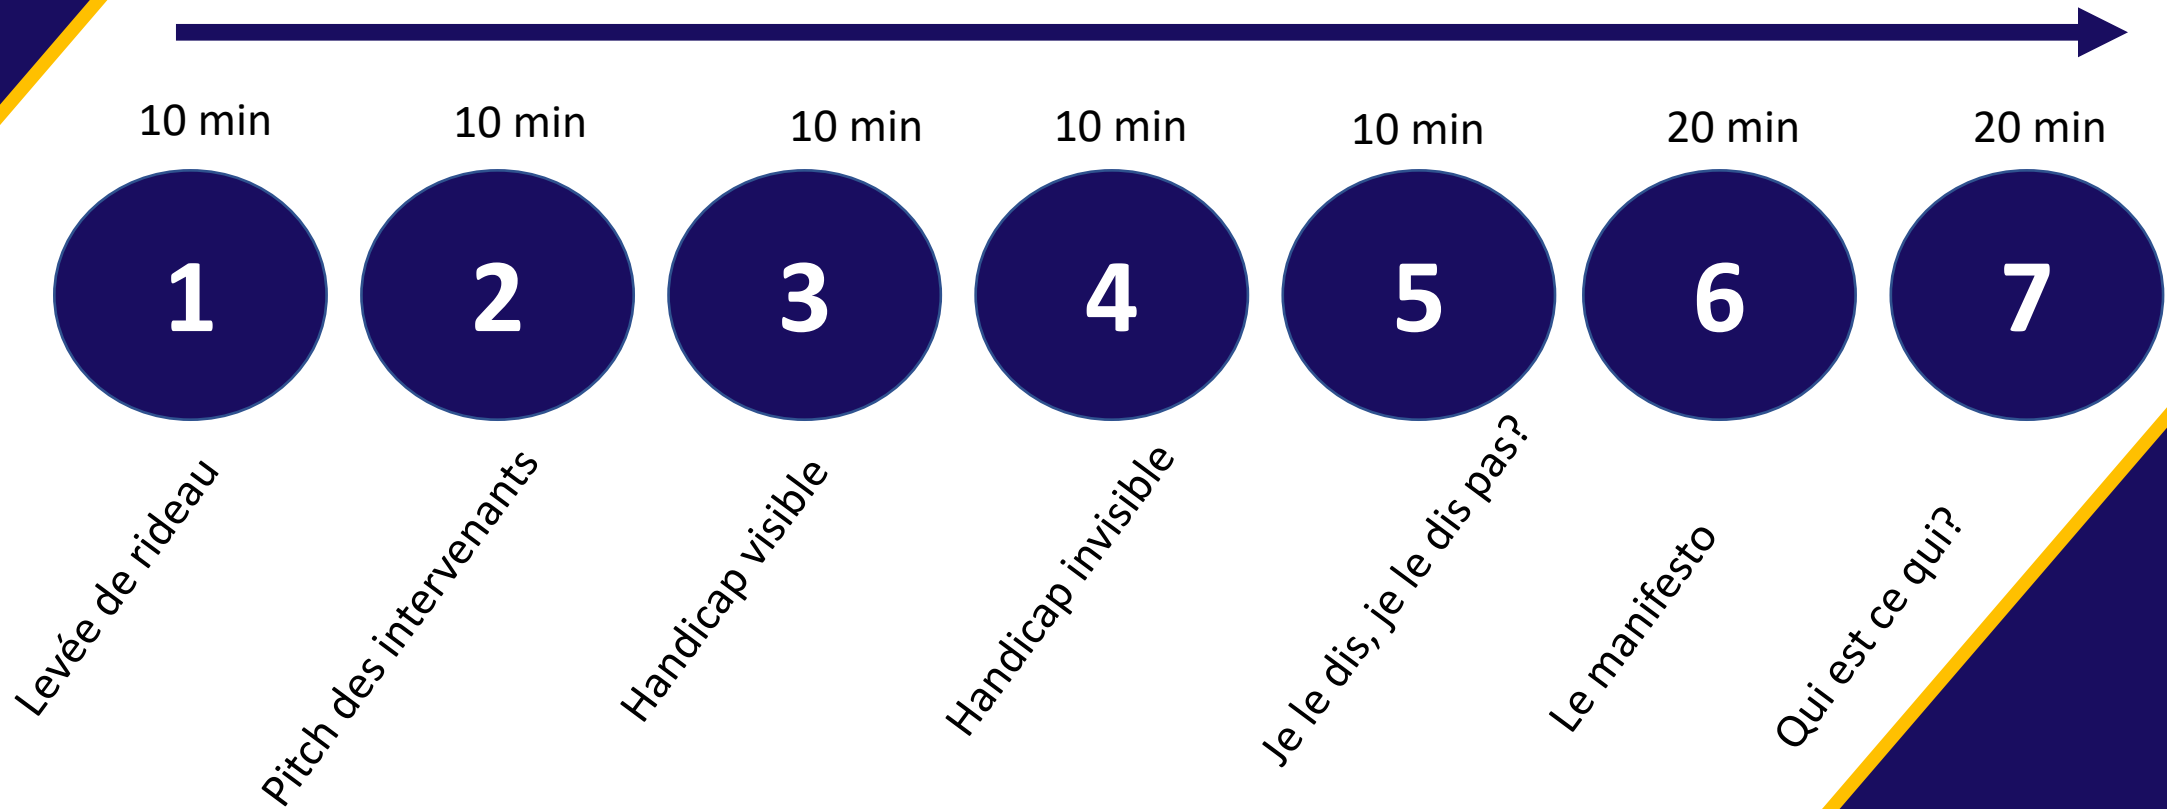 10 min
10 min
10 min
10 min
10 min
20 min
20 min
1
2
3
4
5
6
7
Levée de rideau
Pitch des intervenants
Handicap visible
Handicap invisible
Je le dis, je le dis pas?
Le manifesto
Qui est ce qui?